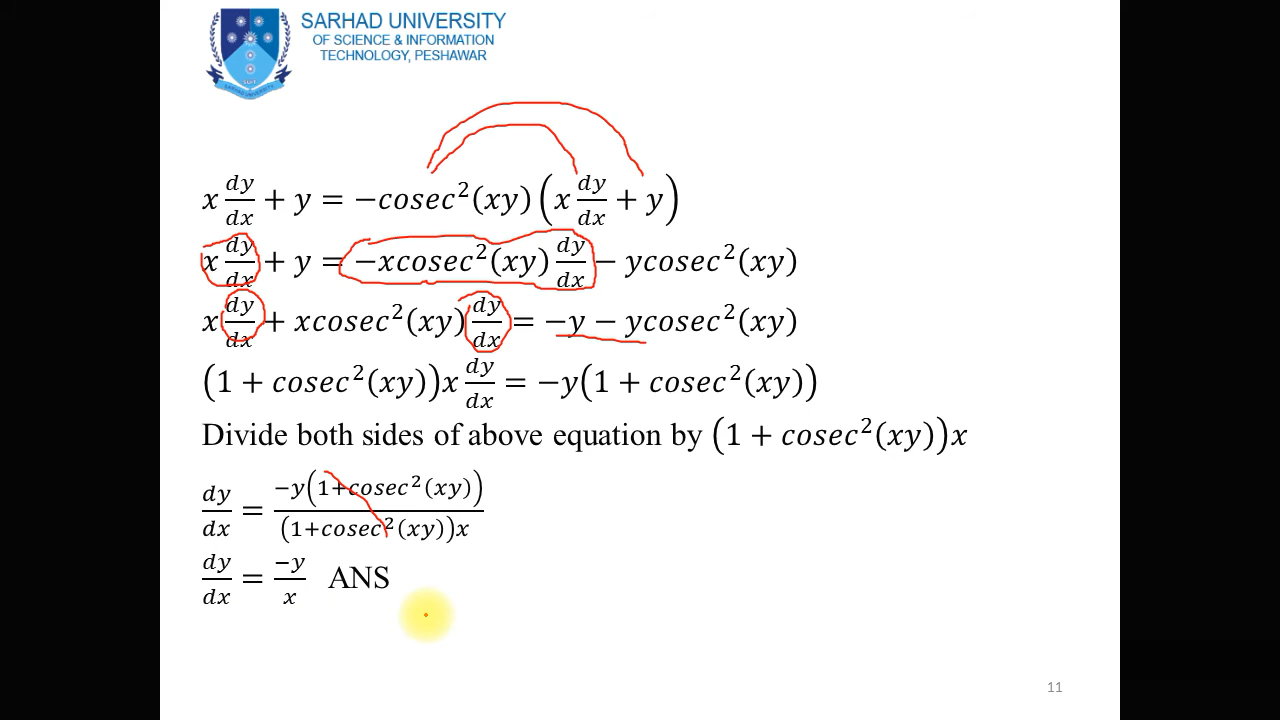 SARHAD UNIVERSITY
OF SCIENCE & INFORMATION
TECHNOLOGY, PESHAWAR
SUIT
SARHAD UNIVERSITY
x dy/dx + y = −cosec²(xy)(x dy/dx + y)
x dy/dx + y = −xcosec²(xy) dy/dx − ycosec²(xy)
x dy/dx + xcosec²(xy) dy/dx = −y − ycosec²(xy)
(1 + cosec²(xy))x dy/dx = −y(1 + cosec²(xy))
Divide both sides of above equation by (1 + cosec²(xy))x
dy/dx = −y(1+cosec²(xy))/(1+cosec²(xy))x
dy/dx = −y/x ANS
11